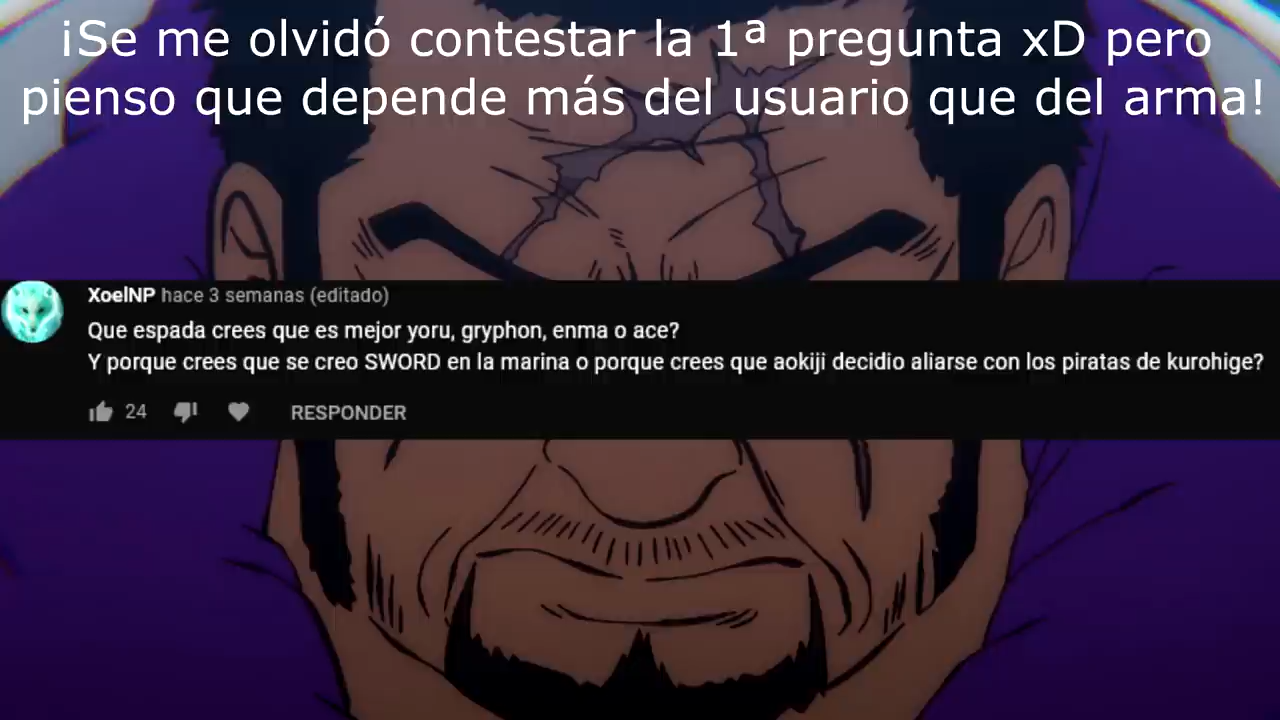 ¡Se me olvidó contestar la 1ª pregunta xD pero
pienso que depende más del usuario que del arma!
XoelNP hace 3 semanas (editado)
Que espada crees que es mejor yoru, gryphon, enma o ace?
Y porque crees que se creo SWORD en la marina o porque crees que aokiji decidio aliarse con los piratas de kurohige?
24 RESPONDER